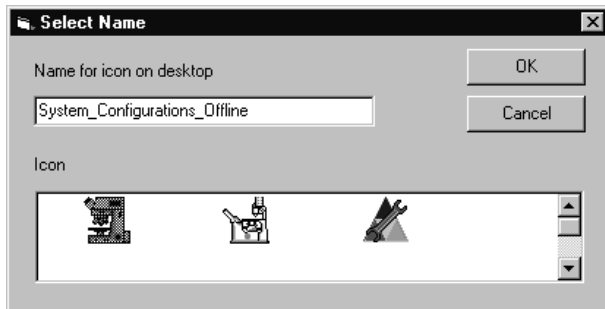 Select Name
Name for icon on desktop
OK
System_Configurations_Offline
Cancel
Icon